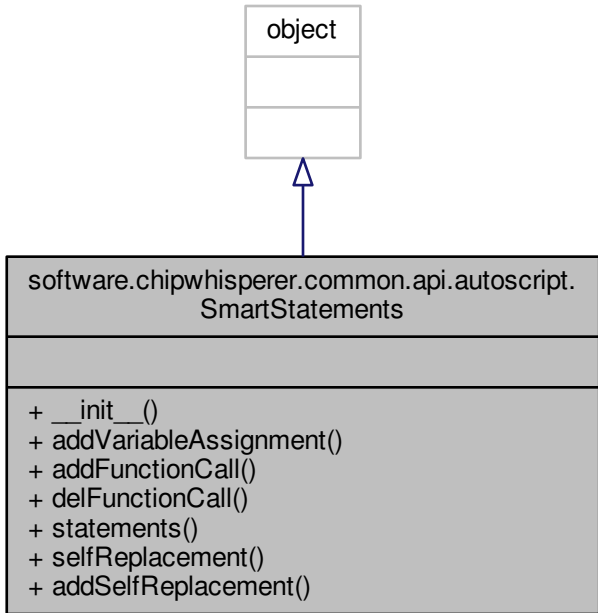 object
software.chipwhisperer.common.api.autoscript.
SmartStatements
+ __init__()
+ addVariableAssignment()
+ addFunctionCall()
+ delFunctionCall()
+ statements()
+ selfReplacement()
+ addSelfReplacement()